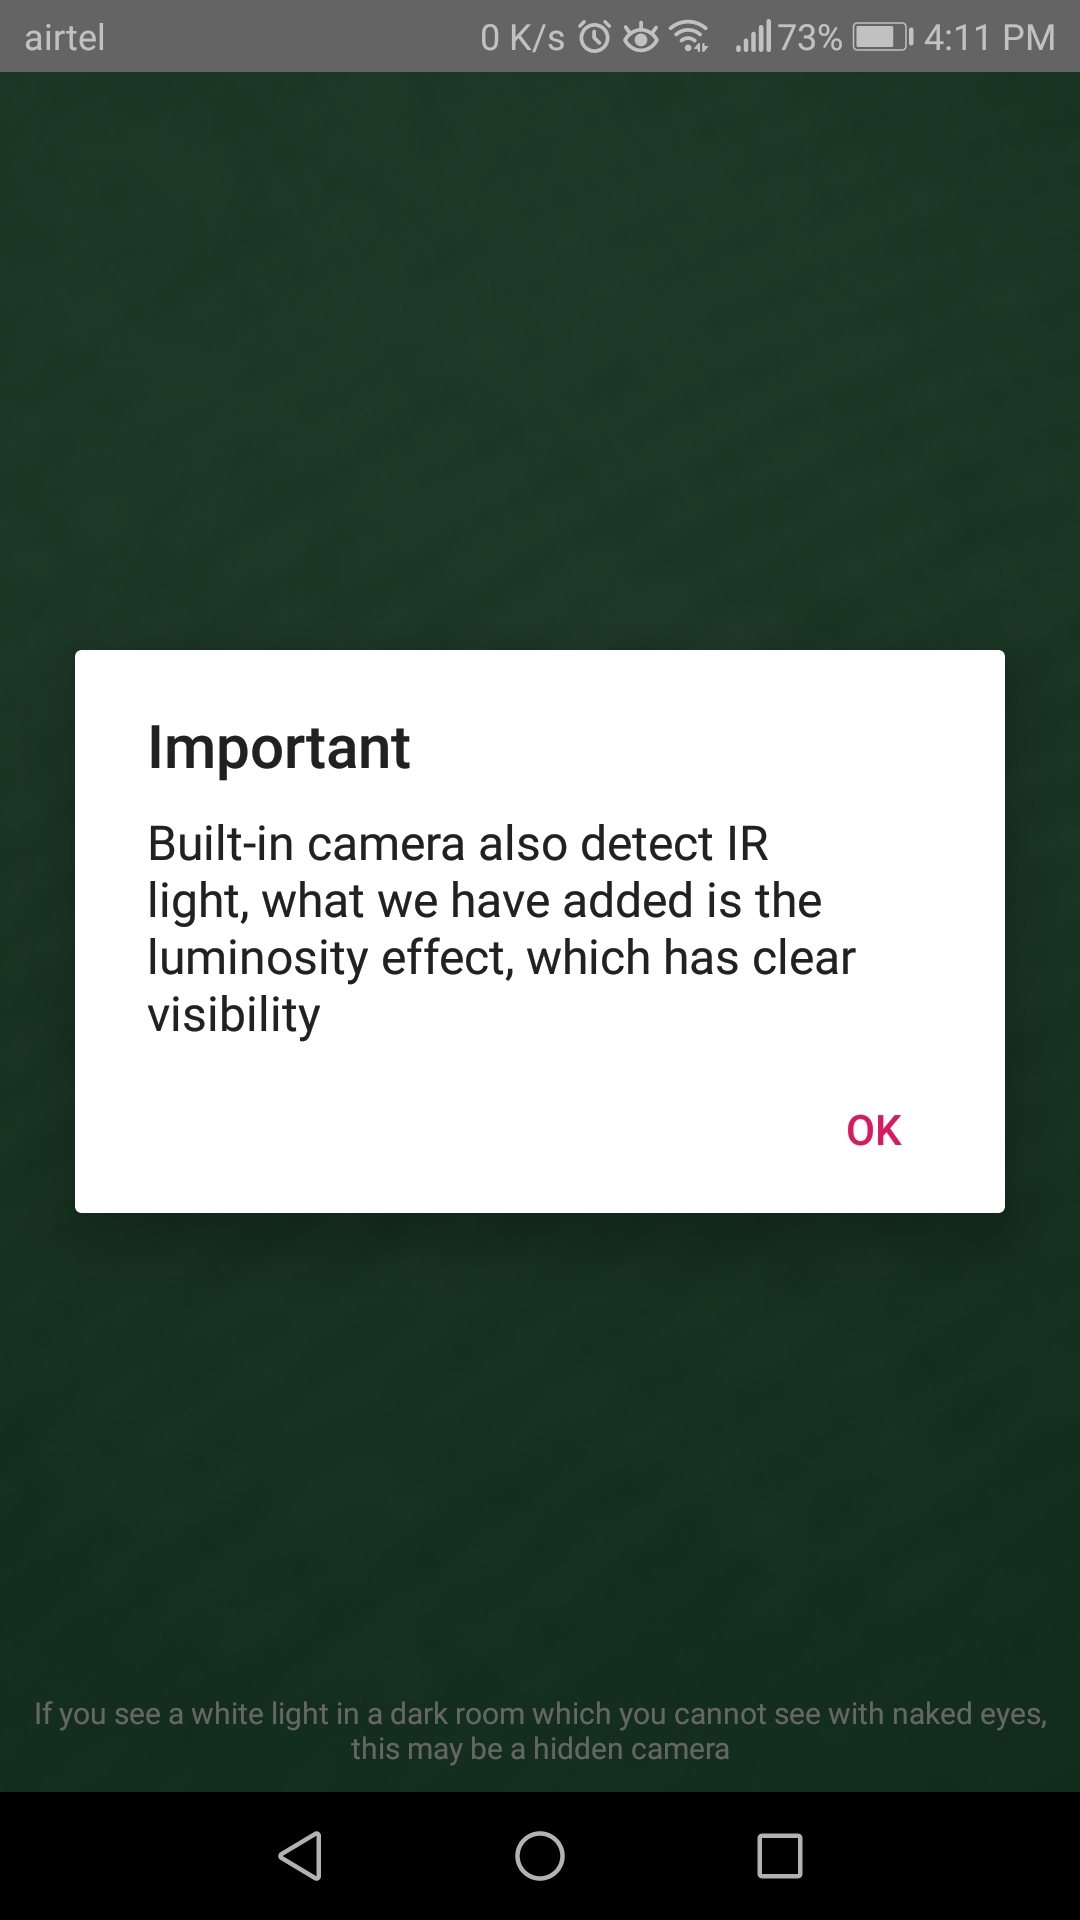 airtel 0 K/s 73% 4:11 PM
Important
Built-in camera also detect IR
light, what we have added is the
luminosity effect, which has clear
visibility
OK
If you see a white light in a dark room which you cannot see with naked eyes,
this may be a hidden camera